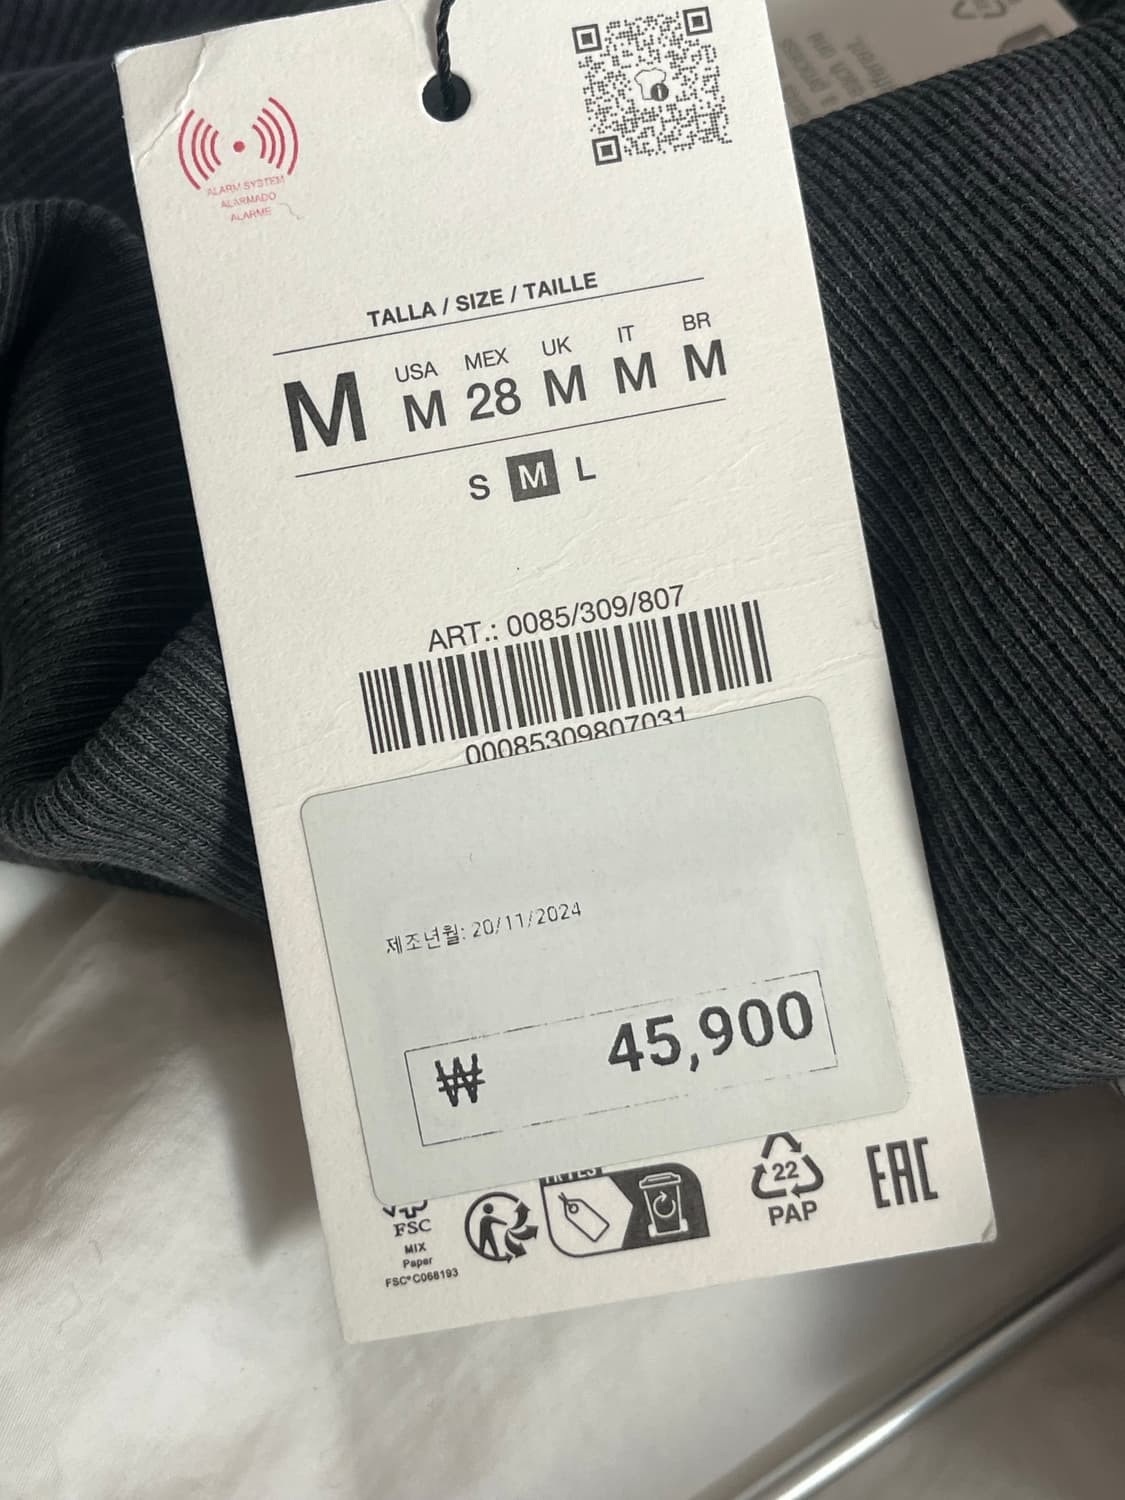 ALARM SYSTEM
ALARMADO
ALARME
TALLA / SIZE / TAILLE
M
USA MEX UK IT BR
M 28 M M M
S M L
ART.: 0085/309/807
00085309807031
제조년월: 20/11/2024
₩ 45,900
FSC
MIX
Paper
FSC® C068193
22
PAP
EAC